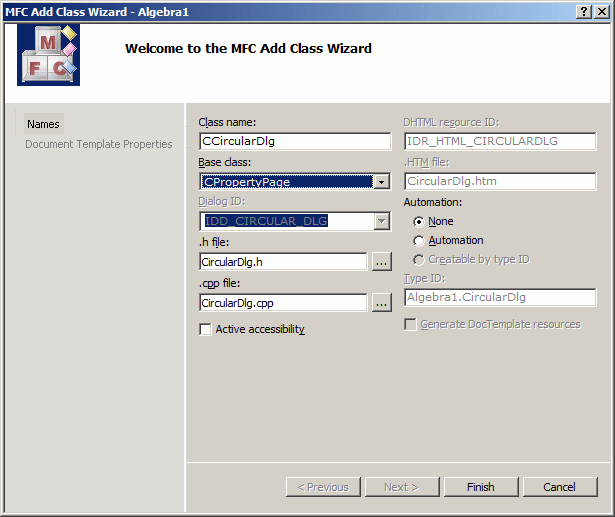 MFC Add Class Wizard - Algebra1
M
F C
Welcome to the MFC Add Class Wizard
Names
Document Template Properties
Class name:
CCircularDlg
Base class:
CPropertyPage
Dialog ID:
IDD_CIRCULAR_DLG
.h file:
CircularDlg.h
...
.cpp file:
CircularDlg.cpp
...
Active accessibility
DHTML resource ID:
IDR_HTML_CIRCULARDLG
.HTM file:
CircularDlg.htm
Automation:
None
Automation
Creatable by type ID
Type ID:
Algebra1.CircularDlg
Generate DocTemplate resources
< Previous
Next >
Finish
Cancel